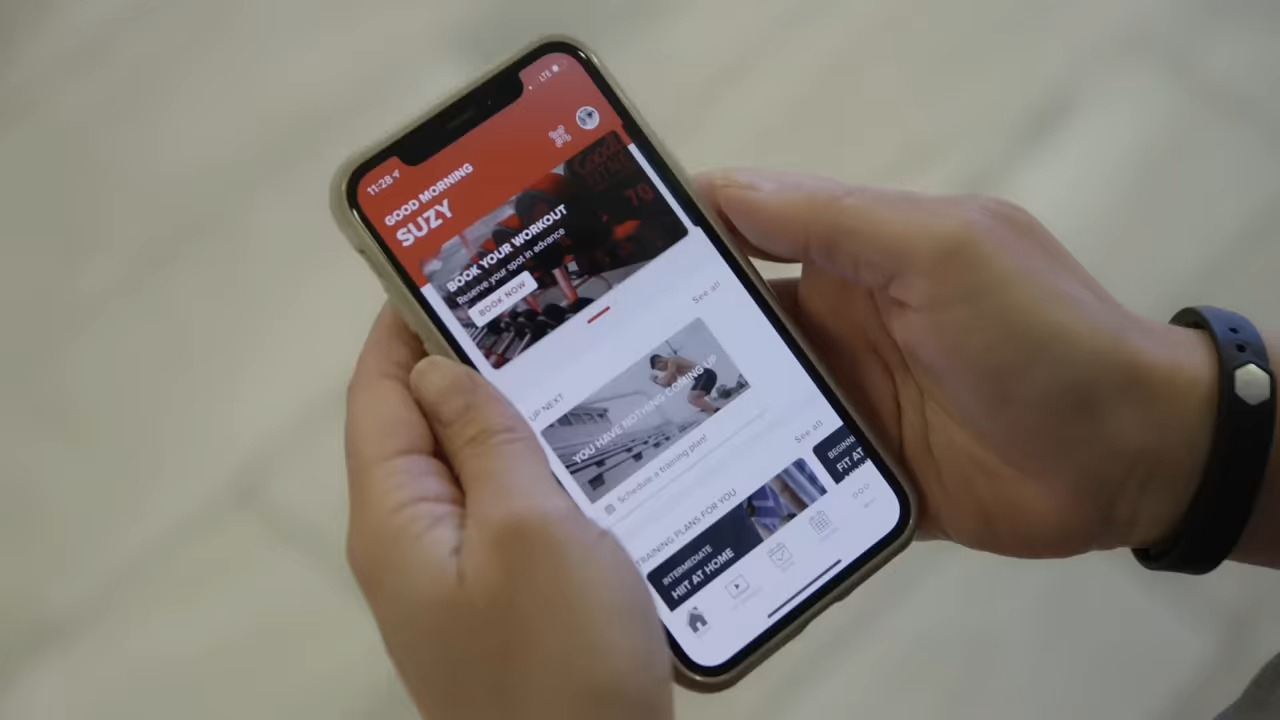 11:28
LTE
GOOD MORNING
SUZY
BOOK YOUR WORKOUT
Reserve your spot in advance
BOOK NOW
70
See all
UP NEXT
YOU HAVE NOTHING COMING UP
Schedule a training plan!
See all
TRAINING PLANS FOR YOU
INTERMEDIATE
HIIT AT HOME
FIT AT